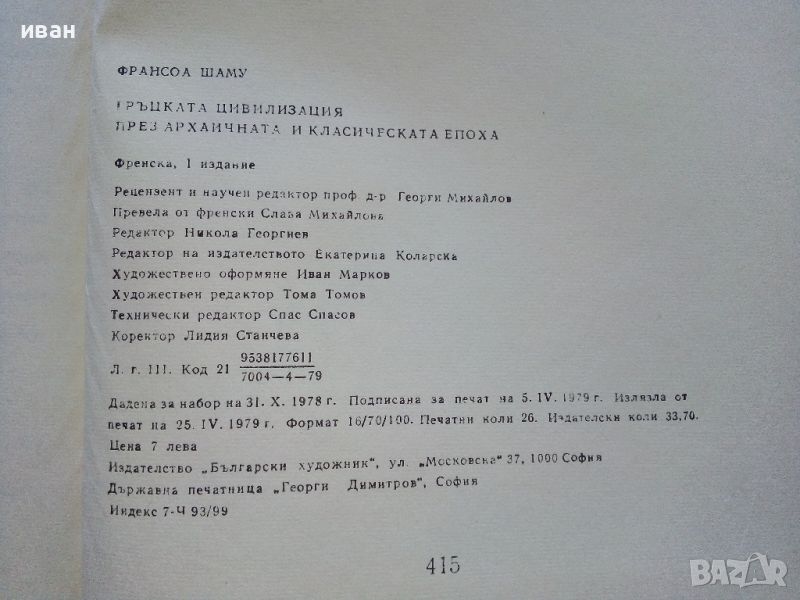 иван
ФРАНСОА ШАМУ
ГРЪЦКАТА ЦИВИЛИЗАЦИЯ
ПРЕЗ АРХАИЧНАТА И КЛАСИЧЕСКАТА ЕПОХА
Френска, 1 издание
Рецензент и научен редактор проф. д-р Георги Михайлов
Превела от френски Слава Михайлова
Редактор Никола Георгиев
Редактор на издателството Екатерина Коларска
Художествено оформяне Иван Марков
Художествен редактор Тома Томов
Технически редактор Спас Спасов
Коректор Лидия Станчева
Л. г. III. Код 21 9538177611
7004—4—79
Дадена за набор на 31. X. 1978 г. Подписана за печат на 5. IV. 1979 г. Излязла от
печат на 25. IV. 1979 г. Формат 16/70/100. Печатни коли 26. Издателски коли 33,70.
Цена 7 лева
Издателство „Български художник“, ул. „Московска“ 37, 1000 София
Държавна печатница „Георги Димитров“, София
Индекс 7-Ч 93/99
415
BAZAR